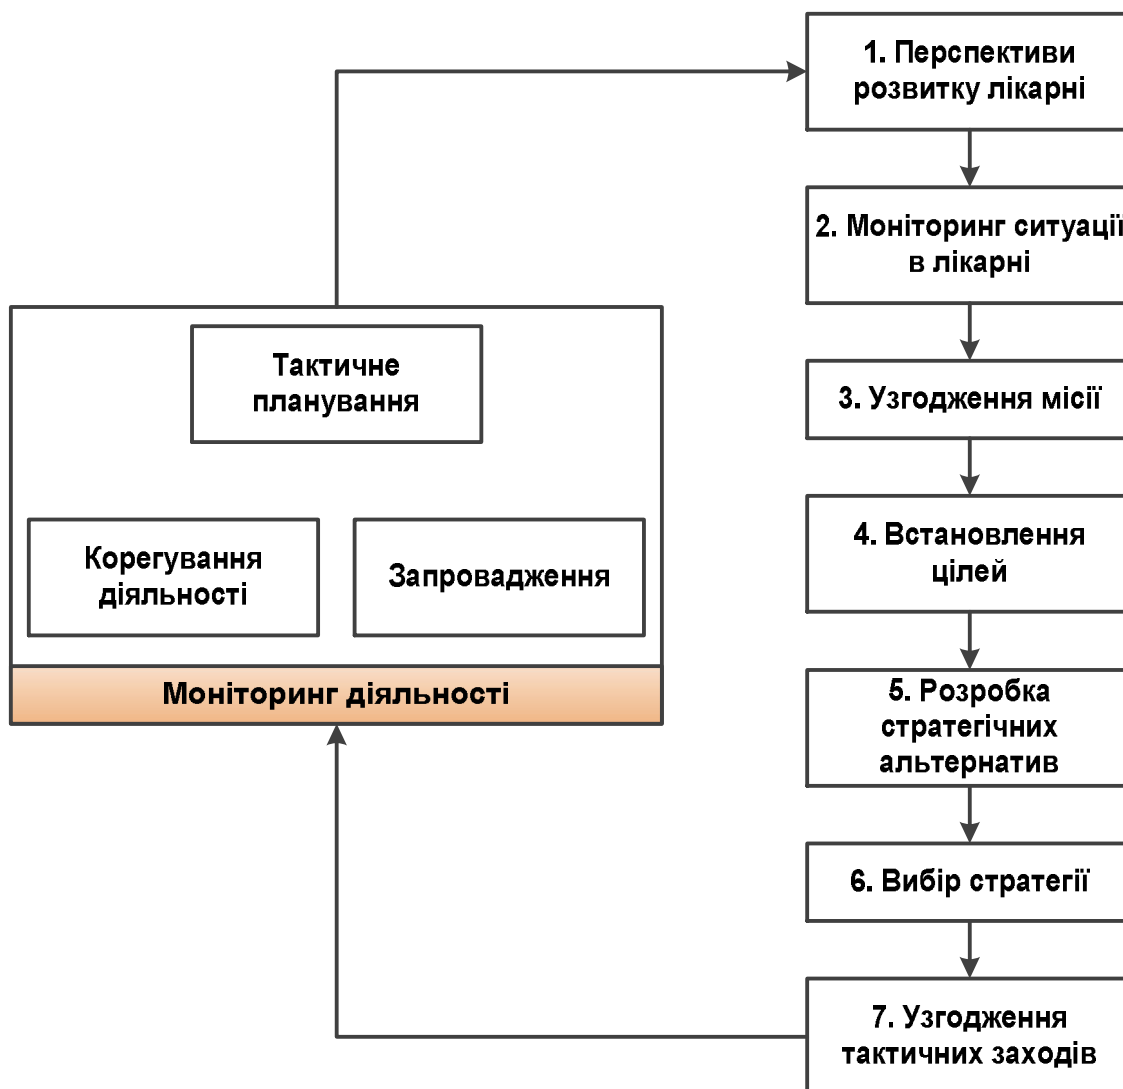 1. Перспективи
розвитку лікарні
2. Моніторинг ситуації
в лікарні
3. Узгодження місії
4. Встановлення
цілей
5. Розробка
стратегічних
альтернатив
6. Вибір стратегії
7. Узгодження
тактичних заходів
Тактичне
планування
Корегування
діяльності
Запровадження
Моніторинг діяльності